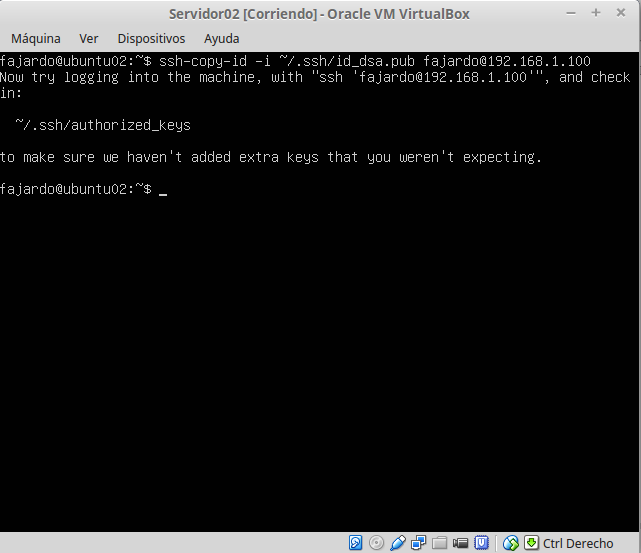 Servidor02 [Corriendo] - Oracle VM VirtualBox
Máquina Ver Dispositivos Ayuda
fajardo@ubuntu02:~$ ssh-copy-id -i ~/.ssh/id_dsa.pub fajardo@192.168.1.100
Now try logging into the machine, with "ssh 'fajardo@192.168.1.100'", and check
in:
~/.ssh/authorized_keys
to make sure we haven't added extra keys that you weren't expecting.
fajardo@ubuntu02:~$ _
Ctrl Derecho